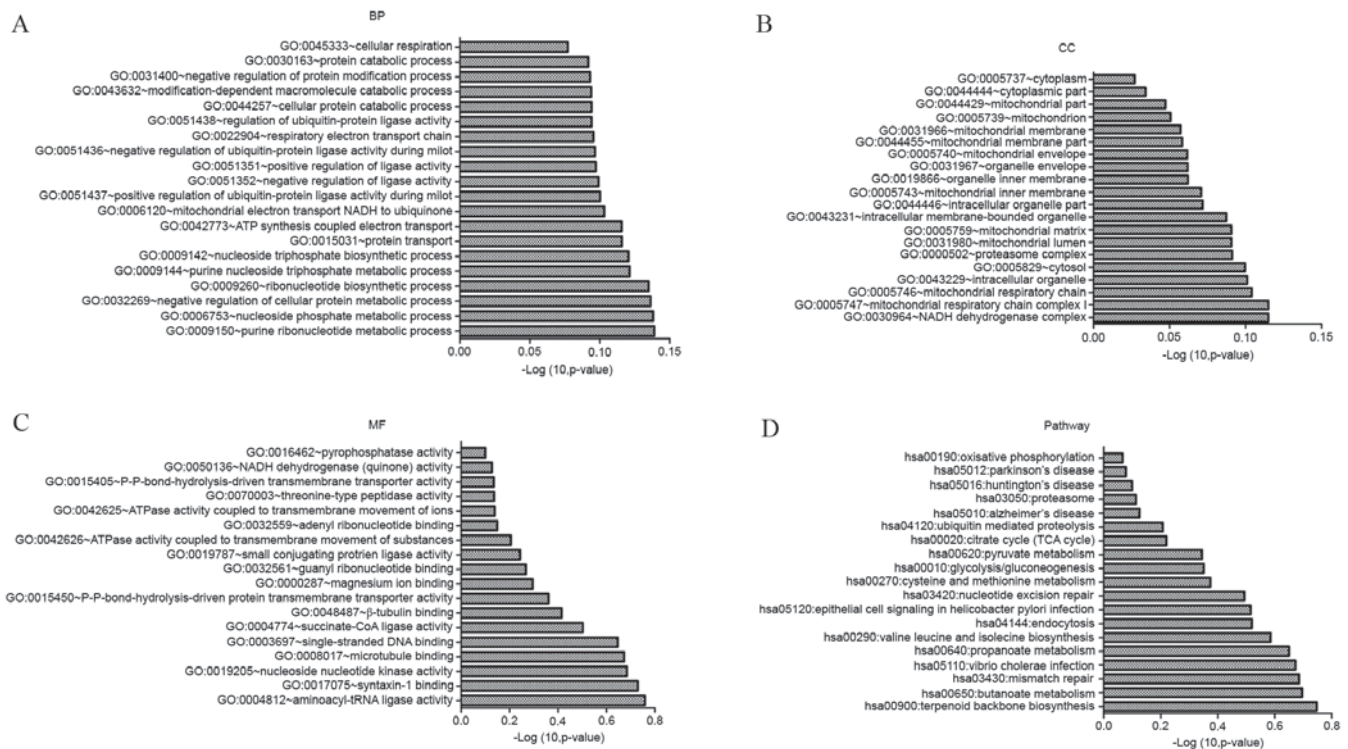 A
BP
GO:0045333~cellular respiration
GO:0030163~protein catabolic process
GO:0031400~negative regulation of protein modification process
GO:0043632~modification-dependent macromolecule catabolic process
GO:0044257~cellular protein catabolic process
GO:0051438~regulation of ubiquitin-protein ligase activity
GO:0022904~respiratory electron transport chain
GO:0051436~negative regulation of ubiquitin-protein ligase activity during milot
GO:0051351~positive regulation of ligase activity
GO:0051352~negative regulation of ligase activity
GO:0051437~positive regulation of ubiquitin-protein ligase activity during milot
GO:0006120~mitochondrial electron transport NADH to ubiquinone
GO:0042773~ATP synthesis coupled electron transport
GO:0015031~protein transport
GO:0009142~nucleoside triphosphate biosynthetic process
GO:0009144~purine nucleoside triphosphate metabolic process
GO:0009260~ribonucleotide biosynthetic process
GO:0032269~negative regulation of cellular protein metabolic process
GO:0006753~nucleoside phosphate metabolic process
GO:0009150~purine ribonucleotide metabolic process
0.00 0.05 0.10 0.15
-Log (10,p-value)
B
CC
GO:0005737~cytoplasm
GO:0044444~cytoplasmic part
GO:0044429~mitochondrial part
GO:0005739~mitochondrion
GO:0031966~mitochondrial membrane
GO:0044455~mitochondrial membrane part
GO:0005740~mitochondrial envelope
GO:0031967~organelle envelope
GO:0019866~organelle inner membrane
GO:0005743~mitochondrial inner membrane
GO:0044446~intracellular organelle part
GO:0043231~intracellular membrane-bounded organelle
GO:0005759~mitochondrial matrix
GO:0031980~mitochondrial lumen
GO:0000502~proteasome complex
GO:0005829~cytosol
GO:0043229~intracellular organelle
GO:0005746~mitochondrial respiratory chain
GO:0005747~mitochondrial respiratory chain complex I
GO:0030964~NADH dehydrogenase complex
0.00 0.05 0.10 0.15
-Log (10,p-value)
C
MF
GO:0016462~pyrophosphatase activity
GO:0050136~NADH dehydrogenase (quinone) activity
GO:0015405~P-P-bond-hydrolysis-driven transmembrane transporter activity
GO:0070003~threonine-type peptidase activity
GO:0042625~ATPase activity coupled to transmembrane movement of ions
GO:0032559~adenyl ribonucleotide binding
GO:0042626~ATPase activity coupled to transmembrane movement of substances
GO:0019787~small conjugating protrien ligase activity
GO:0032561~guanyl ribonucleotide binding
GO:0000287~magnesium ion binding
GO:0015450~P-P-bond-hydrolysis-driven protein transmembrane transporter activity
GO:0048487~β-tubulin binding
GO:0004774~succinate-CoA ligase activity
GO:0003697~single-stranded DNA binding
GO:0008017~microtubule binding
GO:0019205~nucleoside nucleotide kinase activity
GO:0017075~syntaxin-1 binding
GO:0004812~aminoacyl-tRNA ligase activity
0.0 0.2 0.4 0.6 0.8
-Log (10,p-value)
D
Pathway
hsa00190:oxisative phosphorylation
hsa05012:parkinson's disease
hsa05016:huntington's disease
hsa03050:proteasome
hsa05010:alzheimer's disease
hsa04120:ubiquitin mediated proteolysis
hsa00020:citrate cycle (TCA cycle)
hsa00620:pyruvate metabolism
hsa00010:glycolysis/gluconeogenesis
hsa00270:cysteine and methionine metabolism
hsa03420:nucleotide excision repair
hsa05120:epithelial cell signaling in helicobacter pylori infection
hsa04144:endocytosis
hsa00290:valine leucine and isolecine biosynthesis
hsa00640:propanoate metabolism
hsa05110:vibrio cholerae infection
hsa03430:mismatch repair
hsa00650:butanoate metabolism
hsa00900:terpenoid backbone biosynthesis
0.0 0.2 0.4 0.6 0.8
-Log (10,p-value)